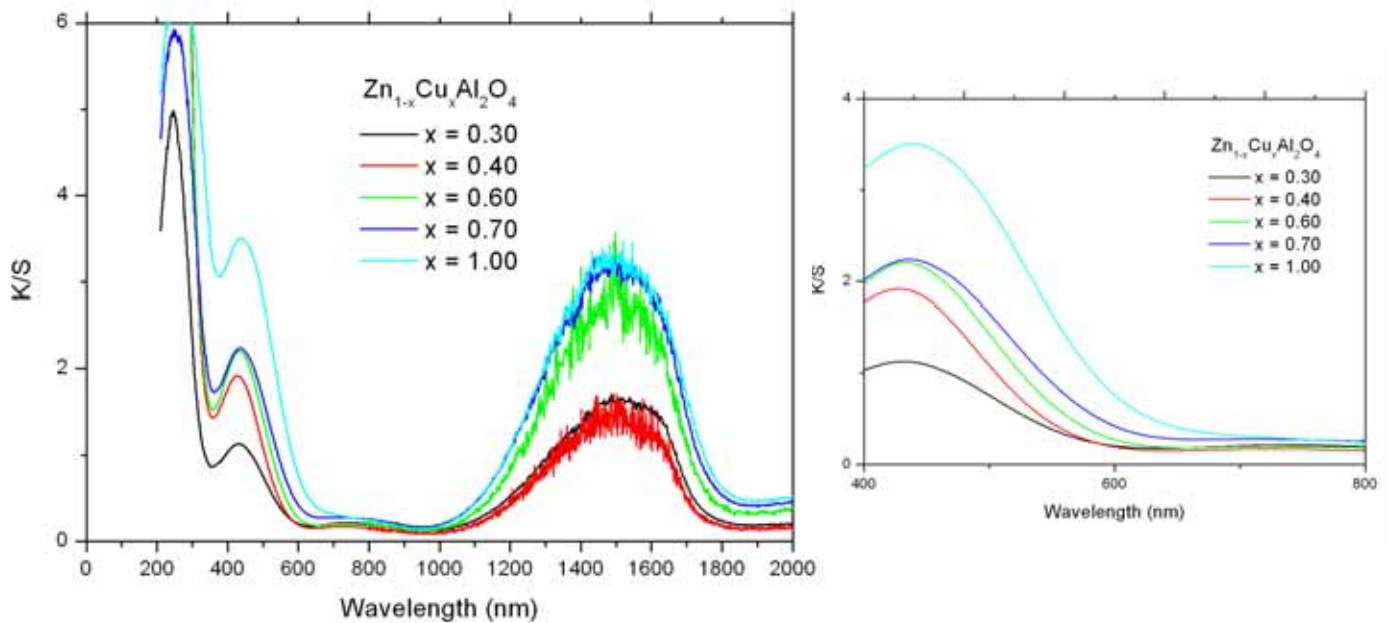 6
4
2
0
K/S
Zn1-xCuxAl2O4
x = 0.30
x = 0.40
x = 0.60
x = 0.70
x = 1.00
0 200 400 600 800 1000 1200 1400 1600 1800 2000
Wavelength (nm)
4
2
0
K/S
Zn1-xCuxAl2O4
x = 0.30
x = 0.40
x = 0.60
x = 0.70
x = 1.00
400 600 800
Wavelength (nm)